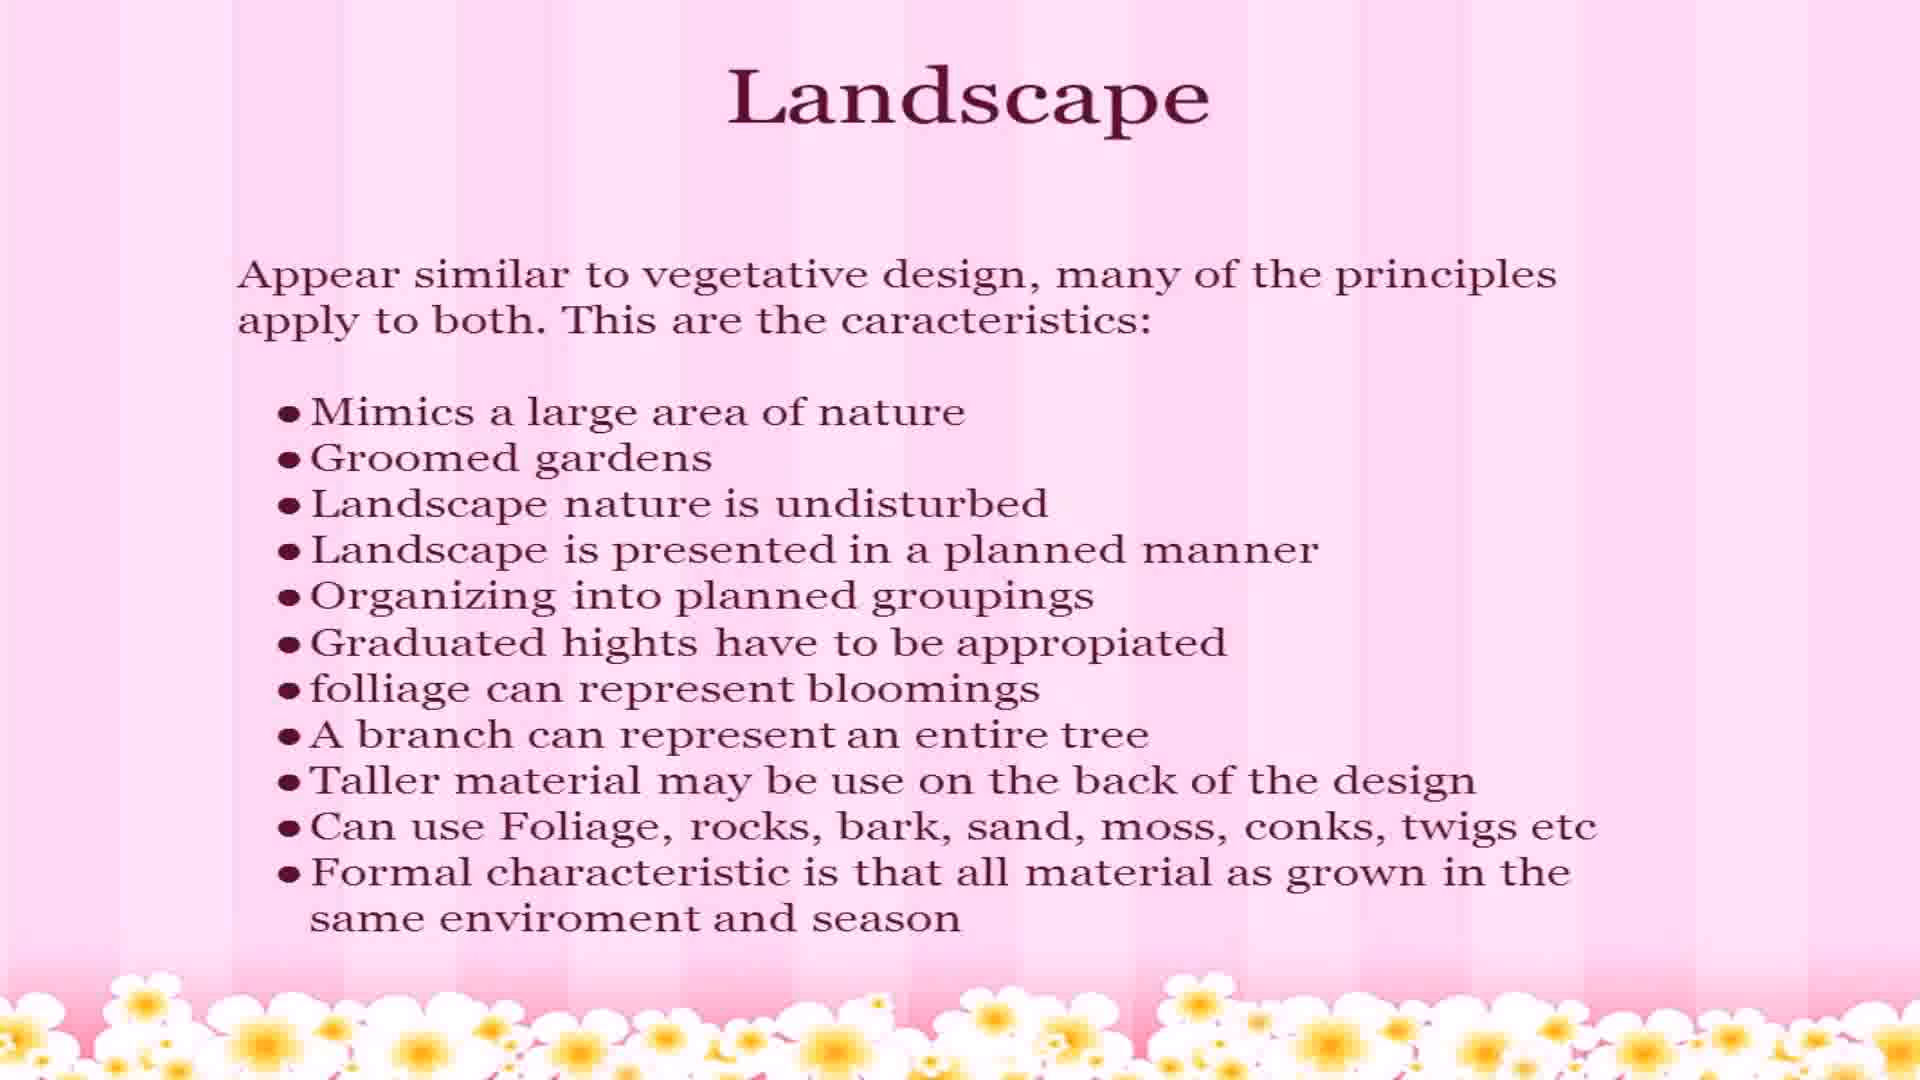 Landscape
Appear similar to vegetative design, many of the principles
apply to both. This are the caracteristics:
● Mimics a large area of nature
● Groomed gardens
● Landscape nature is undisturbed
● Landscape is presented in a planned manner
● Organizing into planned groupings
● Graduated hights have to be appropiated
● folliage can represent bloomings
● A branch can represent an entire tree
● Taller material may be use on the back of the design
● Can use Foliage, rocks, bark, sand, moss, conks, twigs etc
● Formal characteristic is that all material as grown in the
same enviroment and season